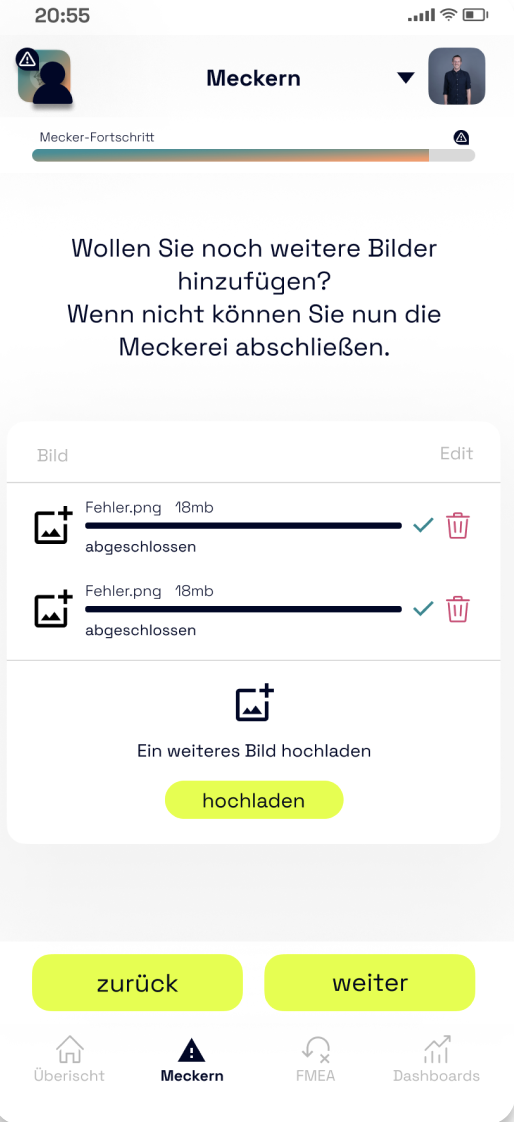 20:55
Meckern
Mecker-Fortschritt
Wollen Sie noch weitere Bilder
hinzufügen?
Wenn nicht können Sie nun die
Meckerei abschließen.
Bild Edit
Fehler.png 18mb
abgeschlossen
Fehler.png 18mb
abgeschlossen
Ein weiteres Bild hochladen
hochladen
zurück weiter
Überischt Meckern FMEA Dashboards